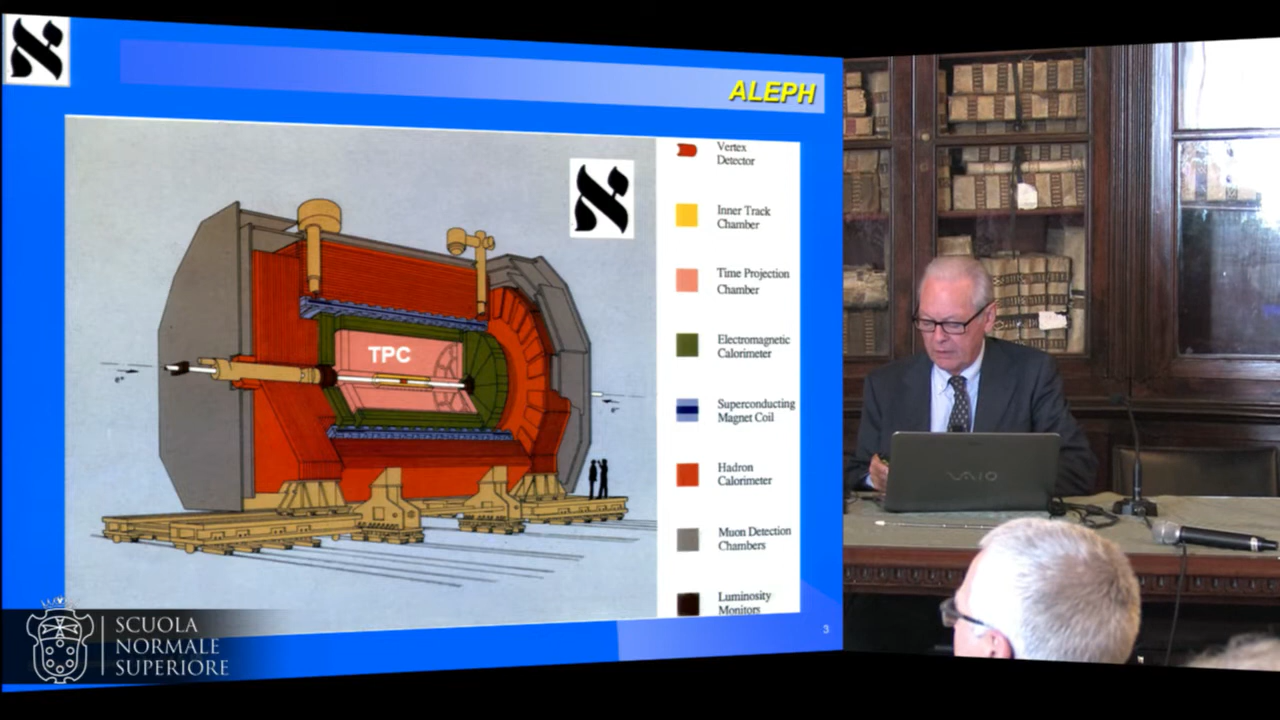 א
ALEPH
א
TPC
e⁺
e⁻
Vertex
Detector
Inner Track
Chamber
Time Projection
Chamber
Electromagnetic
Calorimeter
Superconducting
Magnet Coil
Hadron
Calorimeter
Muon Detection
Chambers
Luminosity
Monitors
3
SCUOLA
NORMALE
SUPERIORE
VAIO